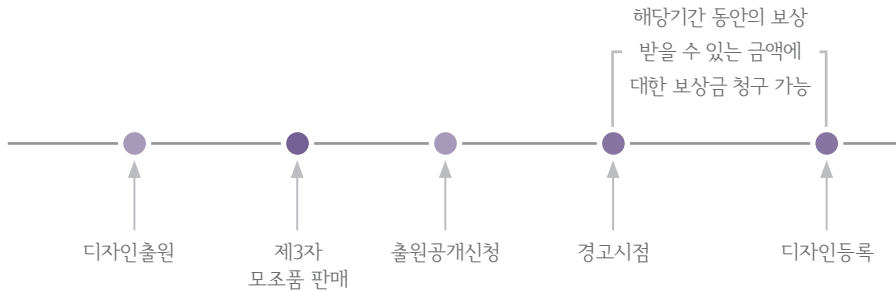 해당기간 동안의 보상
받을 수 있는 금액에
대한 보상금 청구 가능
디자인출원
제3자
모조품 판매
출원공개신청
경고시점
디자인등록